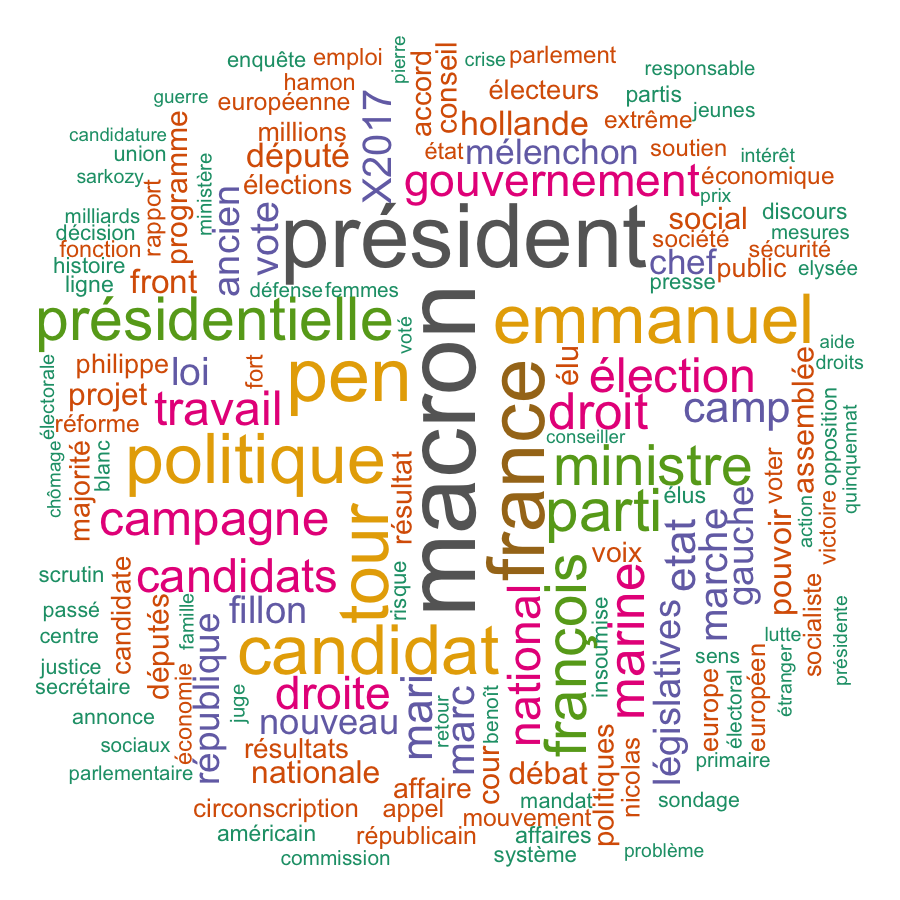 pierre
enquête
emploi
crise
parlement
responsable
hamon
accord
conseil
électeurs
partis
guerre
européenne
X2017
jeunes
candidature
millions
hollande
extrême
programme
union
député
état
mélenchon
soutien
intérêt
sarkozy
ministère
élections
gouvernement
économique
rapport
ancien
vote
président
prix
milliards
social
discours
décision
société
mesures
fonction
chef
sécurité
histoire
public
elysée
ligne
front
défense
femmes
presse
présidentielle
voté
macron
emmanuel
aide
philippe
loi
fort
pen
france
élu
élection
assemblée
droits
électorale
projet
travail
droit
camp
opposition
réforme
conseiller
quinquennat
chômage
majorité
blanc
politique
résultat
ministre
voter
campagne
tour
parti
élus
pouvoir
action
victoire
scrutin
candidate
candidats
risque
voix
etat
marche
gauche
passé
députés
famille
fillon
françois
marine
socialiste
présidente
centre
république
candidat
national
insoumise
législatives
lutte
justice
sens
secrétaire
économie
juge
droite
mari
retour
marc
benoît
europe
électoral
européen
étranger
annonce
nouveau
sociaux
résultats
cour
politiques
nicolas
primaire
parlementaire
nationale
affaire
débat
circonscription
appel
mandat
sondage
mouvement
américain
républicain
affaires
commission
système
problème